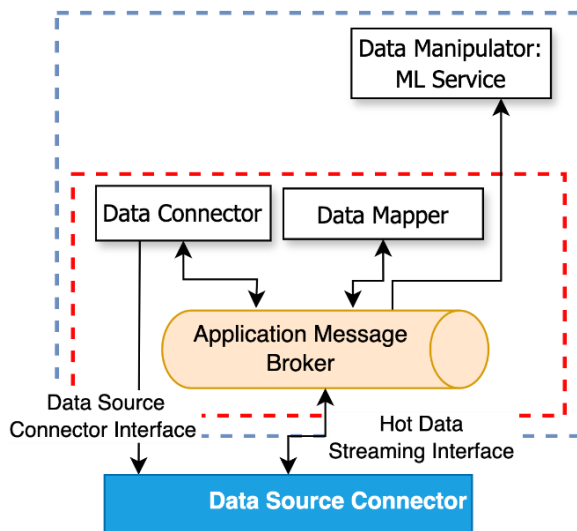 Data Manipulator:
ML Service
Data Connector
Data Mapper
Application Message
Broker
Data Source
Connector Interface
Hot Data
Streaming Interface
Data Source Connector